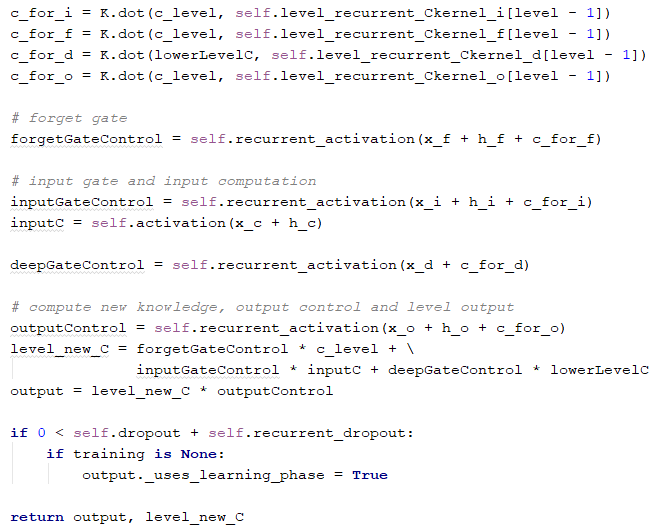 c_for_i = K.dot(c_level, self.level_recurrent_Ckernel_i[level - 1])
c_for_f = K.dot(c_level, self.level_recurrent_Ckernel_f[level - 1])
c_for_d = K.dot(lowerLevelC, self.level_recurrent_Ckernel_d[level - 1])
c_for_o = K.dot(c_level, self.level_recurrent_Ckernel_o[level - 1])

# forget gate
forgetGateControl = self.recurrent_activation(x_f + h_f + c_for_f)

# input gate and input computation
inputGateControl = self.recurrent_activation(x_i + h_i + c_for_i)
inputC = self.activation(x_c + h_c)

deepGateControl = self.recurrent_activation(x_d + c_for_d)

# compute new knowledge, output control and level output
outputControl = self.recurrent_activation(x_o + h_o + c_for_o)
level_new_C = forgetGateControl * c_level + \
              inputGateControl * inputC + deepGateControl * lowerLevelC
output = level_new_C * outputControl

if 0 < self.dropout + self.recurrent_dropout:
    if training is None:
        output._uses_learning_phase = True

return output, level_new_C